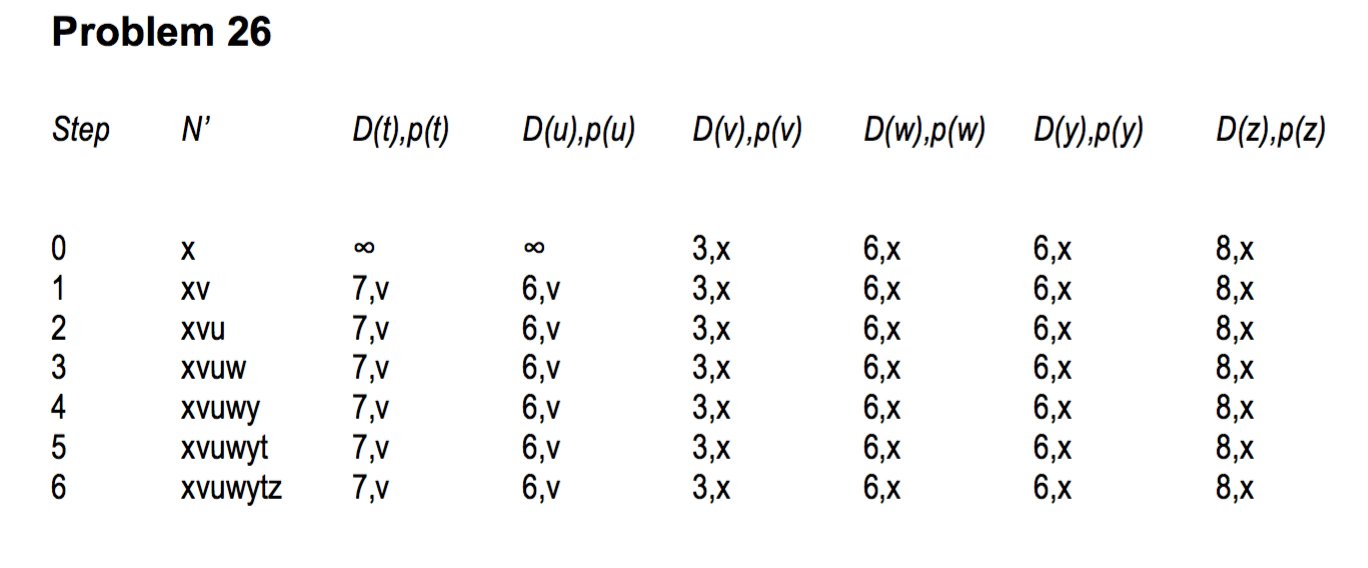 Problem 26
Step N’ D(t),p(t) D(u),p(u) D(v),p(v) D(w),p(w) D(y),p(y) D(z),p(z)
0 x ∞ ∞ 3,x 6,x 6,x 8,x
1 xv 7,v 6,v 3,x 6,x 6,x 8,x
2 xvu 7,v 6,v 3,x 6,x 6,x 8,x
3 xvuw 7,v 6,v 3,x 6,x 6,x 8,x
4 xvuwy 7,v 6,v 3,x 6,x 6,x 8,x
5 xvuwyt 7,v 6,v 3,x 6,x 6,x 8,x
6 xvuwytz 7,v 6,v 3,x 6,x 6,x 8,x